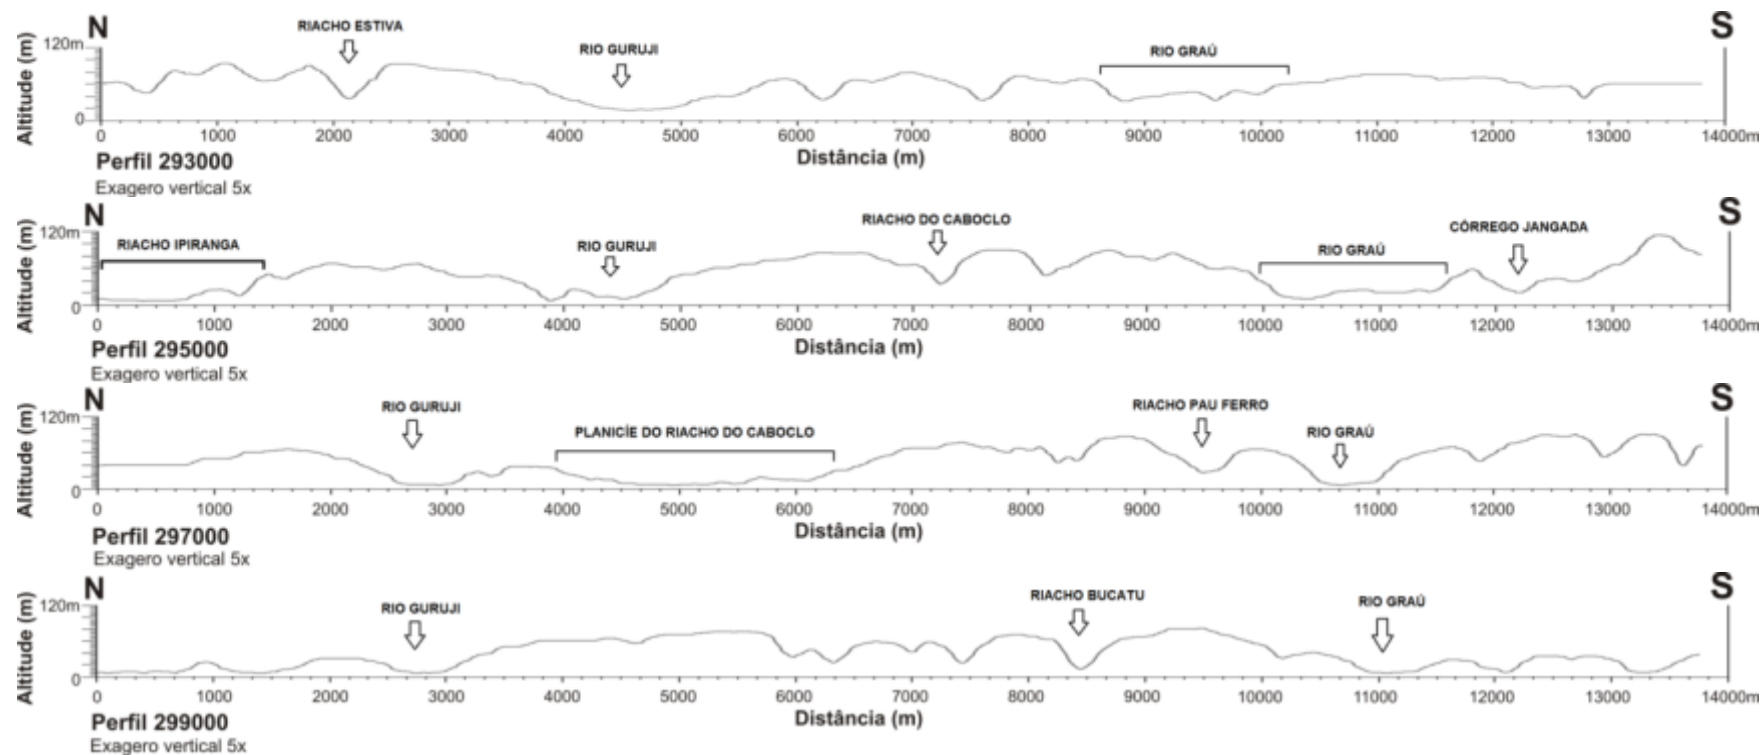 N
S
RIACHO ESTIVA
RIO GURUJI
RIO GRAÚ
Altitude (m)
120m
0
0 1000 2000 3000 4000 5000 6000 7000 8000 9000 10000 11000 12000 13000 14000m
Distância (m)
Perfil 293000
Exagero vertical 5x
N
S
RIACHO IPIRANGA
RIO GURUJI
RIACHO DO CABOCLO
RIO GRAÚ
CÓRREGO JANGADA
Altitude (m)
120m
0
0 1000 2000 3000 4000 5000 6000 7000 8000 9000 10000 11000 12000 13000 14000m
Distância (m)
Perfil 295000
Exagero vertical 5x
N
S
RIO GURUJI
PLANICÍE DO RIACHO DO CABOCLO
RIACHO PAU FERRO
RIO GRAÚ
Altitude (m)
120m
0
0 1000 2000 3000 4000 5000 6000 7000 8000 9000 10000 11000 12000 13000 14000m
Distância (m)
Perfil 297000
Exagero vertical 5x
N
S
RIO GURUJI
RIACHO BUCATU
RIO GRAÚ
Altitude (m)
120m
0
0 1000 2000 3000 4000 5000 6000 7000 8000 9000 10000 11000 12000 13000 14000m
Distância (m)
Perfil 299000
Exagero vertical 5x